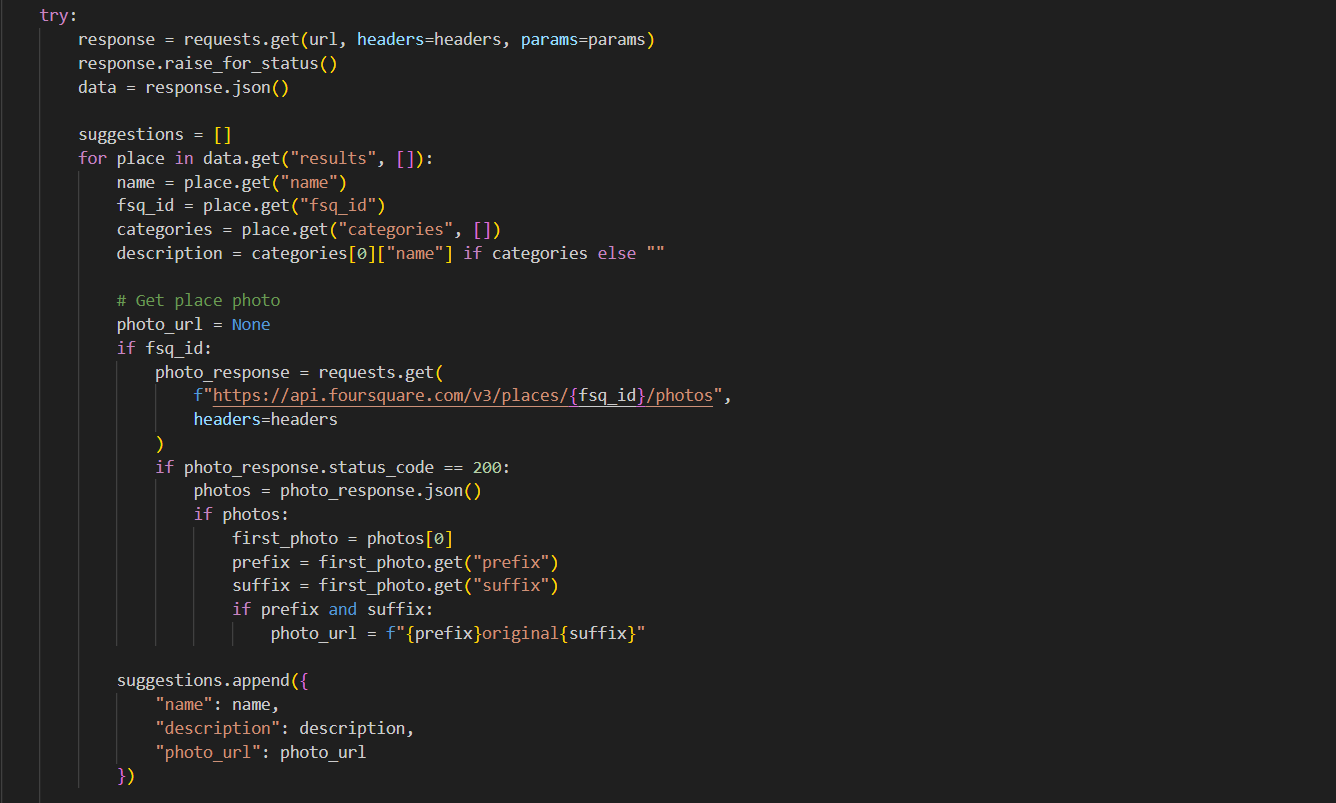 try:
    response = requests.get(url, headers=headers, params=params)
    response.raise_for_status()
    data = response.json()

    suggestions = []
    for place in data.get("results", []):
        name = place.get("name")
        fsq_id = place.get("fsq_id")
        categories = place.get("categories", [])
        description = categories[0]["name"] if categories else ""

        # Get place photo
        photo_url = None
        if fsq_id:
            photo_response = requests.get(
                f"https://api.foursquare.com/v3/places/{fsq_id}/photos",
                headers=headers
            )
            if photo_response.status_code == 200:
                photos = photo_response.json()
                if photos:
                    first_photo = photos[0]
                    prefix = first_photo.get("prefix")
                    suffix = first_photo.get("suffix")
                    if prefix and suffix:
                        photo_url = f"{prefix}original{suffix}"

        suggestions.append({
            "name": name,
            "description": description,
            "photo_url": photo_url
        })